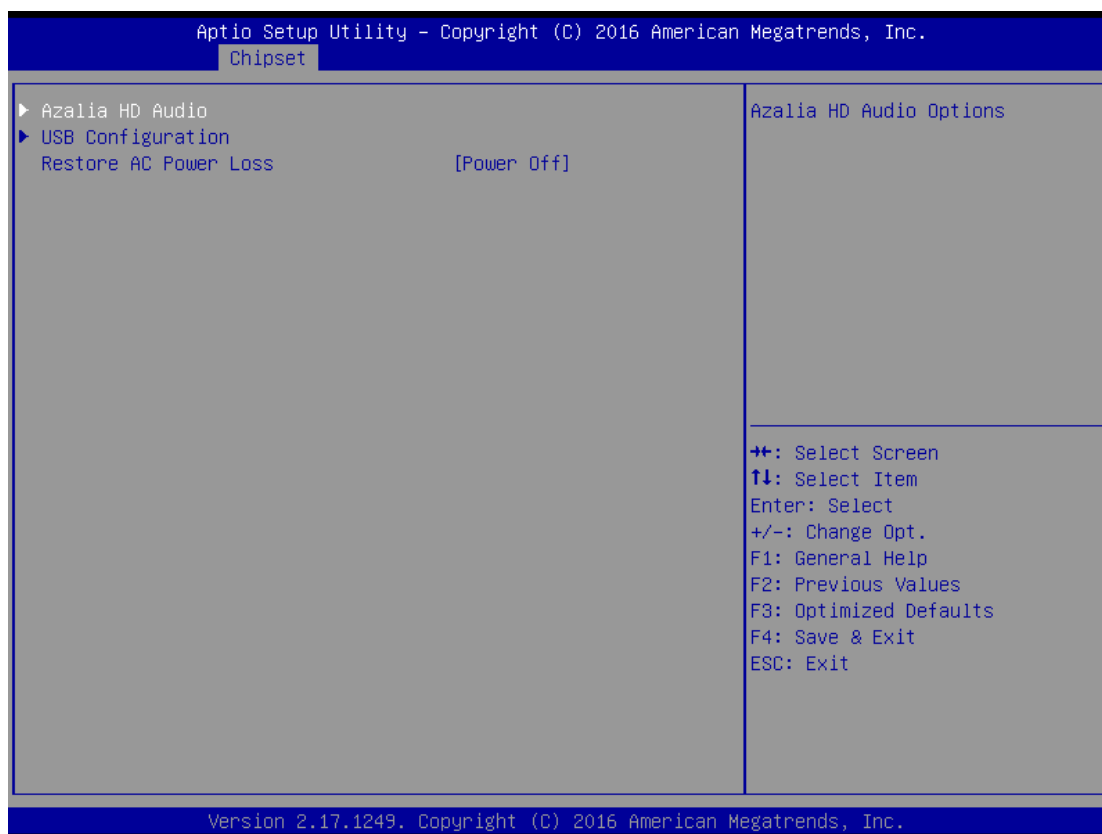 Aptio Setup Utility – Copyright (C) 2016 American Megatrends, Inc.
Chipset
▶ Azalia HD Audio
▶ USB Configuration
Restore AC Power Loss [Power Off]
Azalia HD Audio Options
→←: Select Screen
↑↓: Select Item
Enter: Select
+/-: Change Opt.
F1: General Help
F2: Previous Values
F3: Optimized Defaults
F4: Save & Exit
ESC: Exit
Version 2.17.1249. Copyright (C) 2016 American Megatrends, Inc.